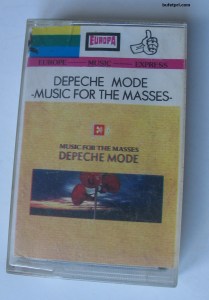 EUROPA
EUROPE MUSIC EXPRESS
DEPECHE MODE
-MUSIC FOR THE MASSES-
MUSIC FOR THE MASSES
DEPECHE MODE